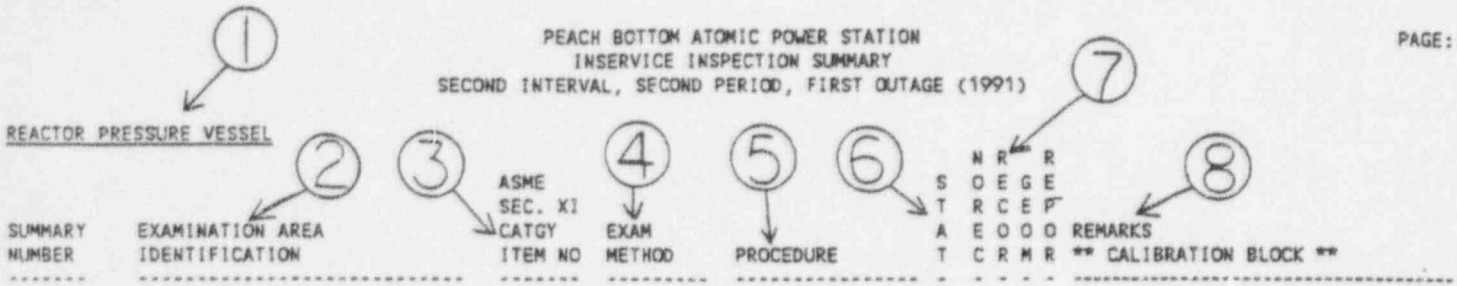 1
PEACH BOTTOM ATOMIC POWER STATION PAGE:
INSERVICE INSPECTION SUMMARY
7
SECOND INTERVAL, SECOND PERIOD, FIRST OUTAGE (1991)
REACTOR PRESSURE VESSEL
2 3 4 5 6 8
N R R
ASME S O E G E
SEC. XI T R C E P
SUMMARY EXAMINATION AREA CATGY EXAM A E O O O REMARKS
NUMBER IDENTIFICATION ITEM NO METHOD PROCEDURE T C R M R ** CALIBRATION BLOCK **